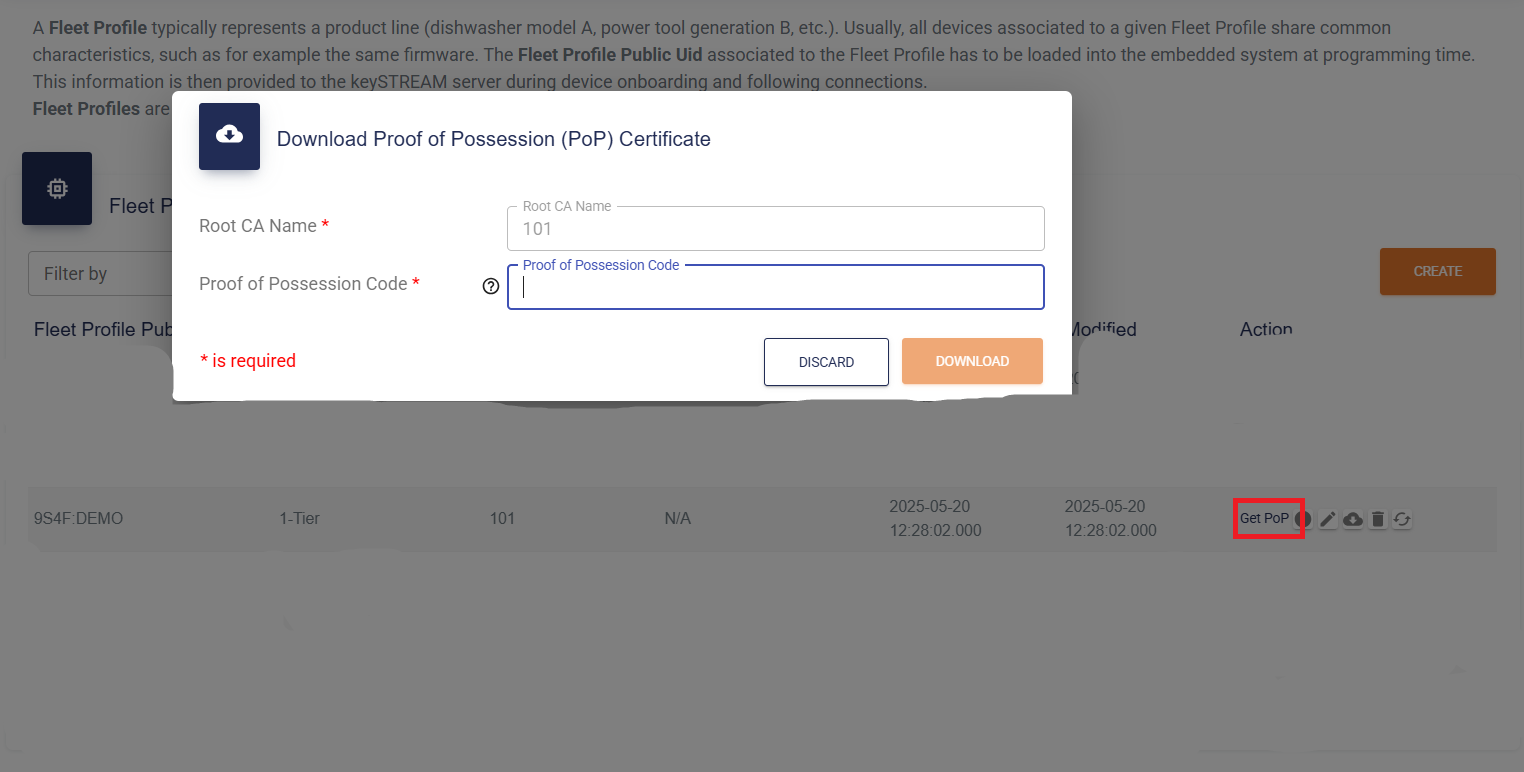 A Fleet Profile typically represents a product line (dishwasher model A, power tool generation B, etc.). Usually, all devices associated to a given Fleet Profile share common
characteristics, such as for example the same firmware. The Fleet Profile Public Uid associated to the Fleet Profile has to be loaded into the embedded system at programming time.
This information is then provided to the keySTREAM server during device onboarding and following connections.
Fleet Profiles are
Download Proof of Possession (PoP) Certificate
Fleet P
Root CA Name *
Root CA Name
101
Proof of Possession Code *
Proof of Possession Code
Filter by
CREATE
Fleet Profile Pub
Modified
Action
* is required
DISCARD
DOWNLOAD
9S4F:DEMO 1-Tier 101 N/A 2025-05-20 12:28:02.000 2025-05-20 12:28:02.000 Get PoP